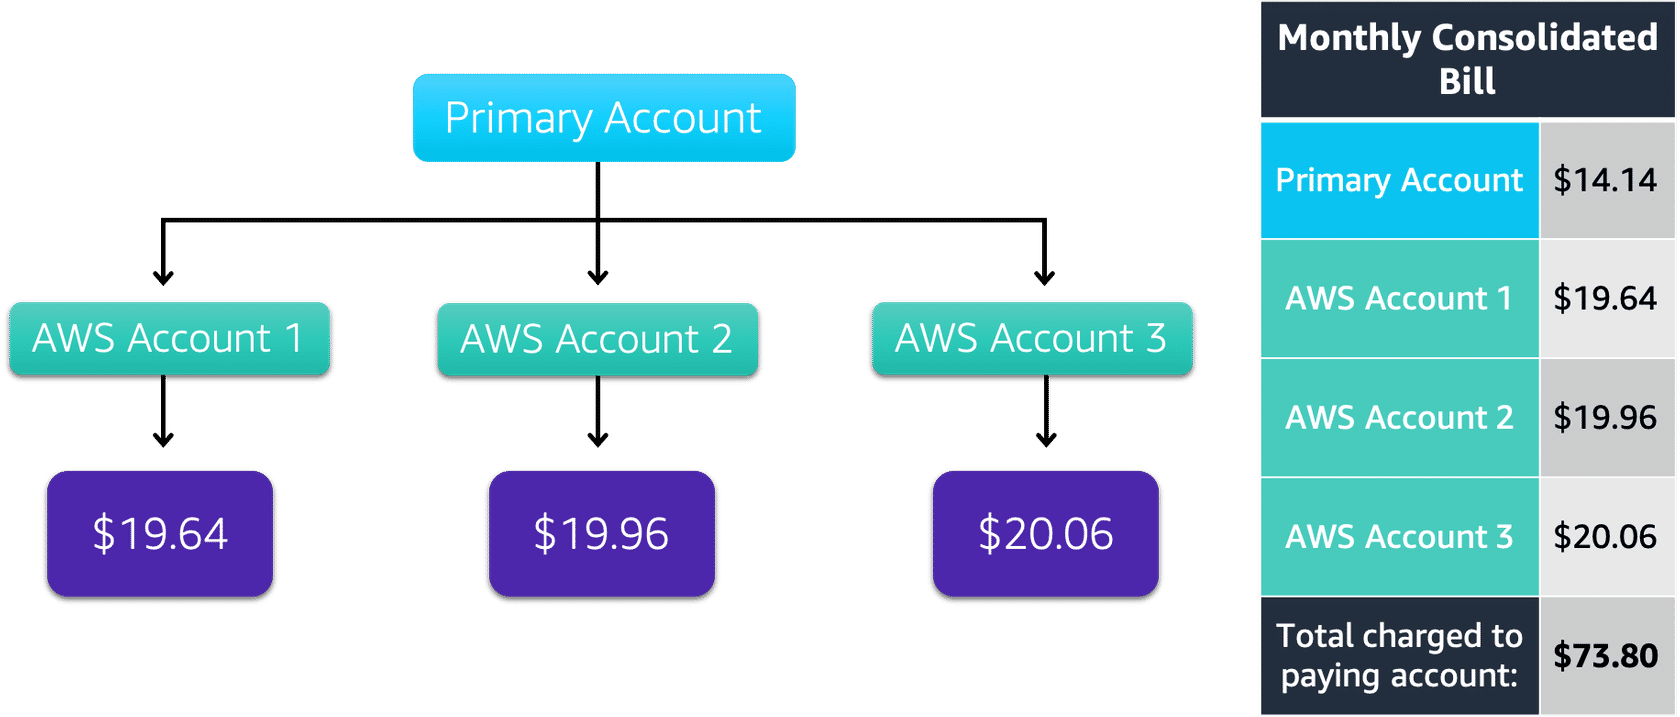 Primary Account
AWS Account 1
AWS Account 2
AWS Account 3
$19.64
$19.96
$20.06
Monthly Consolidated
Bill
Primary Account $14.14
AWS Account 1 $19.64
AWS Account 2 $19.96
AWS Account 3 $20.06
Total charged to
paying account: $73.80